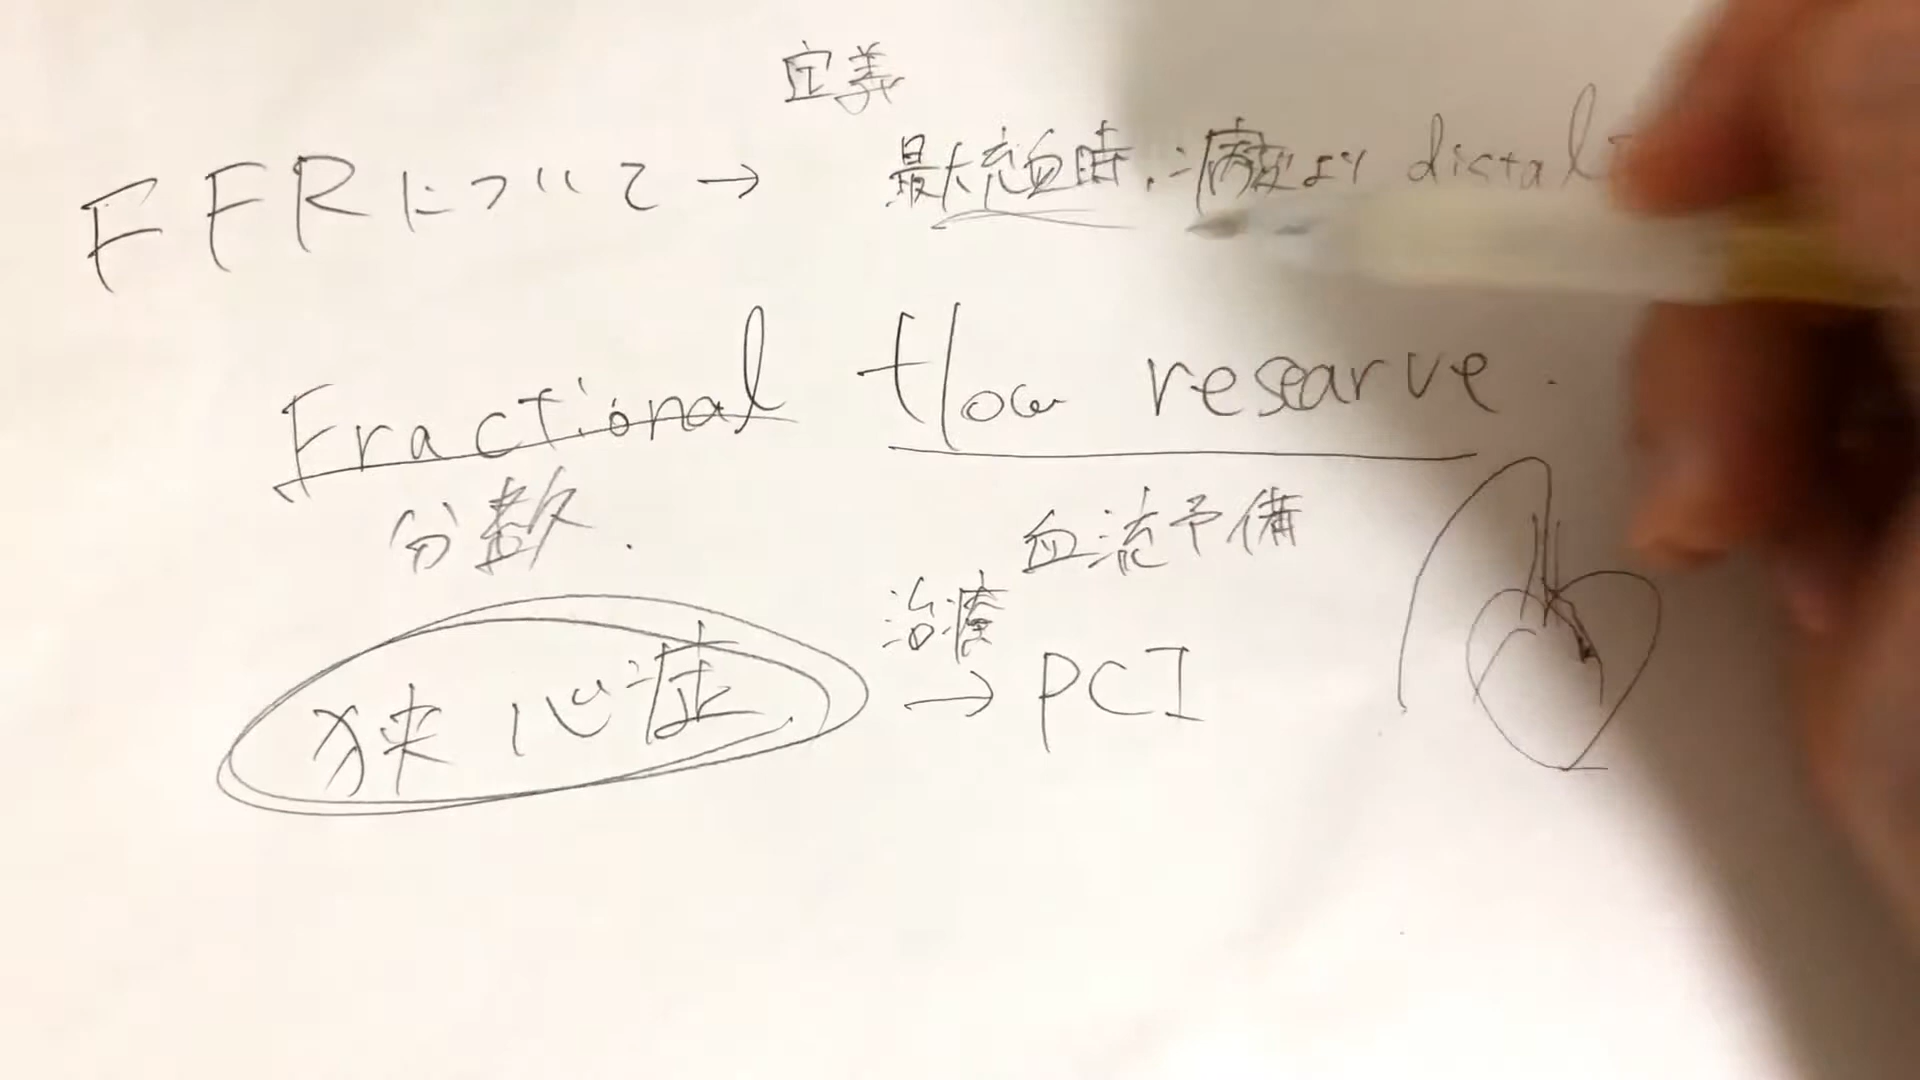 定義
FFRについて→ 最大充血時に病変より distal
Fractional flow researve.
分数. 血流予備
治療
狭心症 → PCI